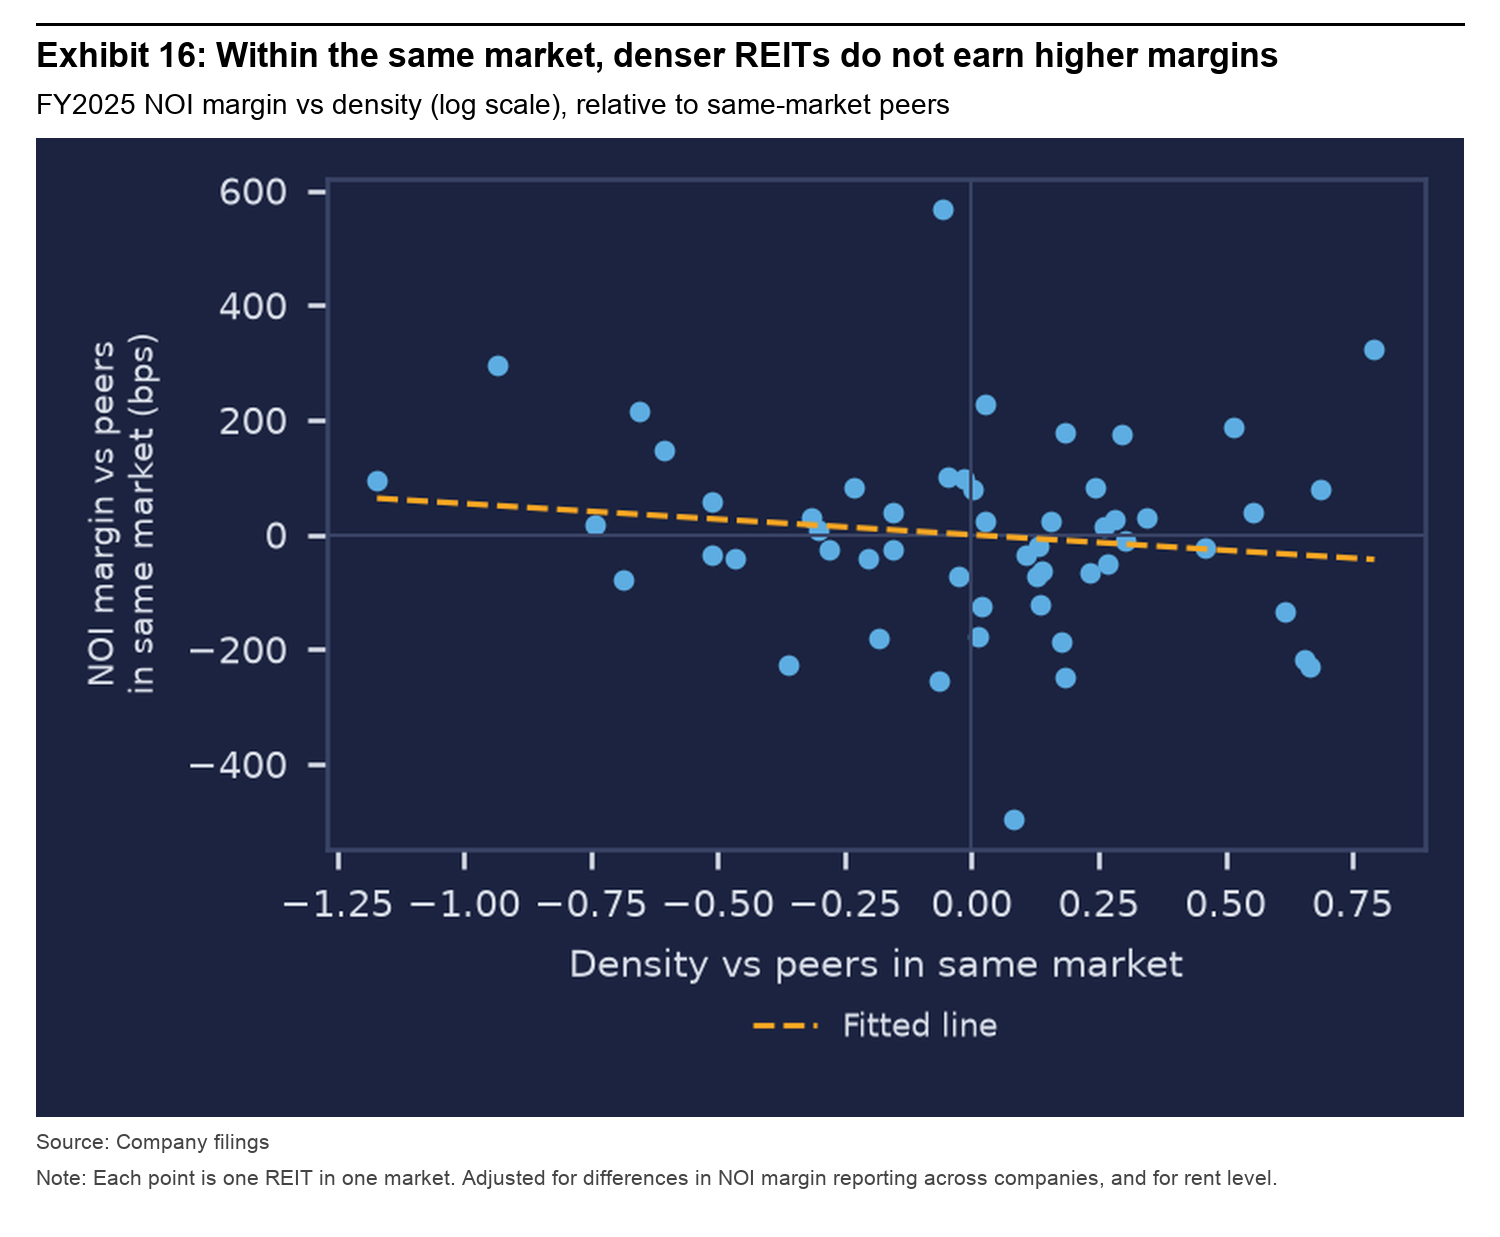 Exhibit 16: Within the same market, denser REITs do not earn higher margins
FY2025 NOI margin vs density (log scale), relative to same-market peers
600
400
200
0
−200
−400
NOI margin vs peers
in same market (bps)
−1.25 −1.00 −0.75 −0.50 −0.25 0.00 0.25 0.50 0.75
Density vs peers in same market
Fitted line
Source: Company filings
Note: Each point is one REIT in one market. Adjusted for differences in NOI margin reporting across companies, and for rent level.